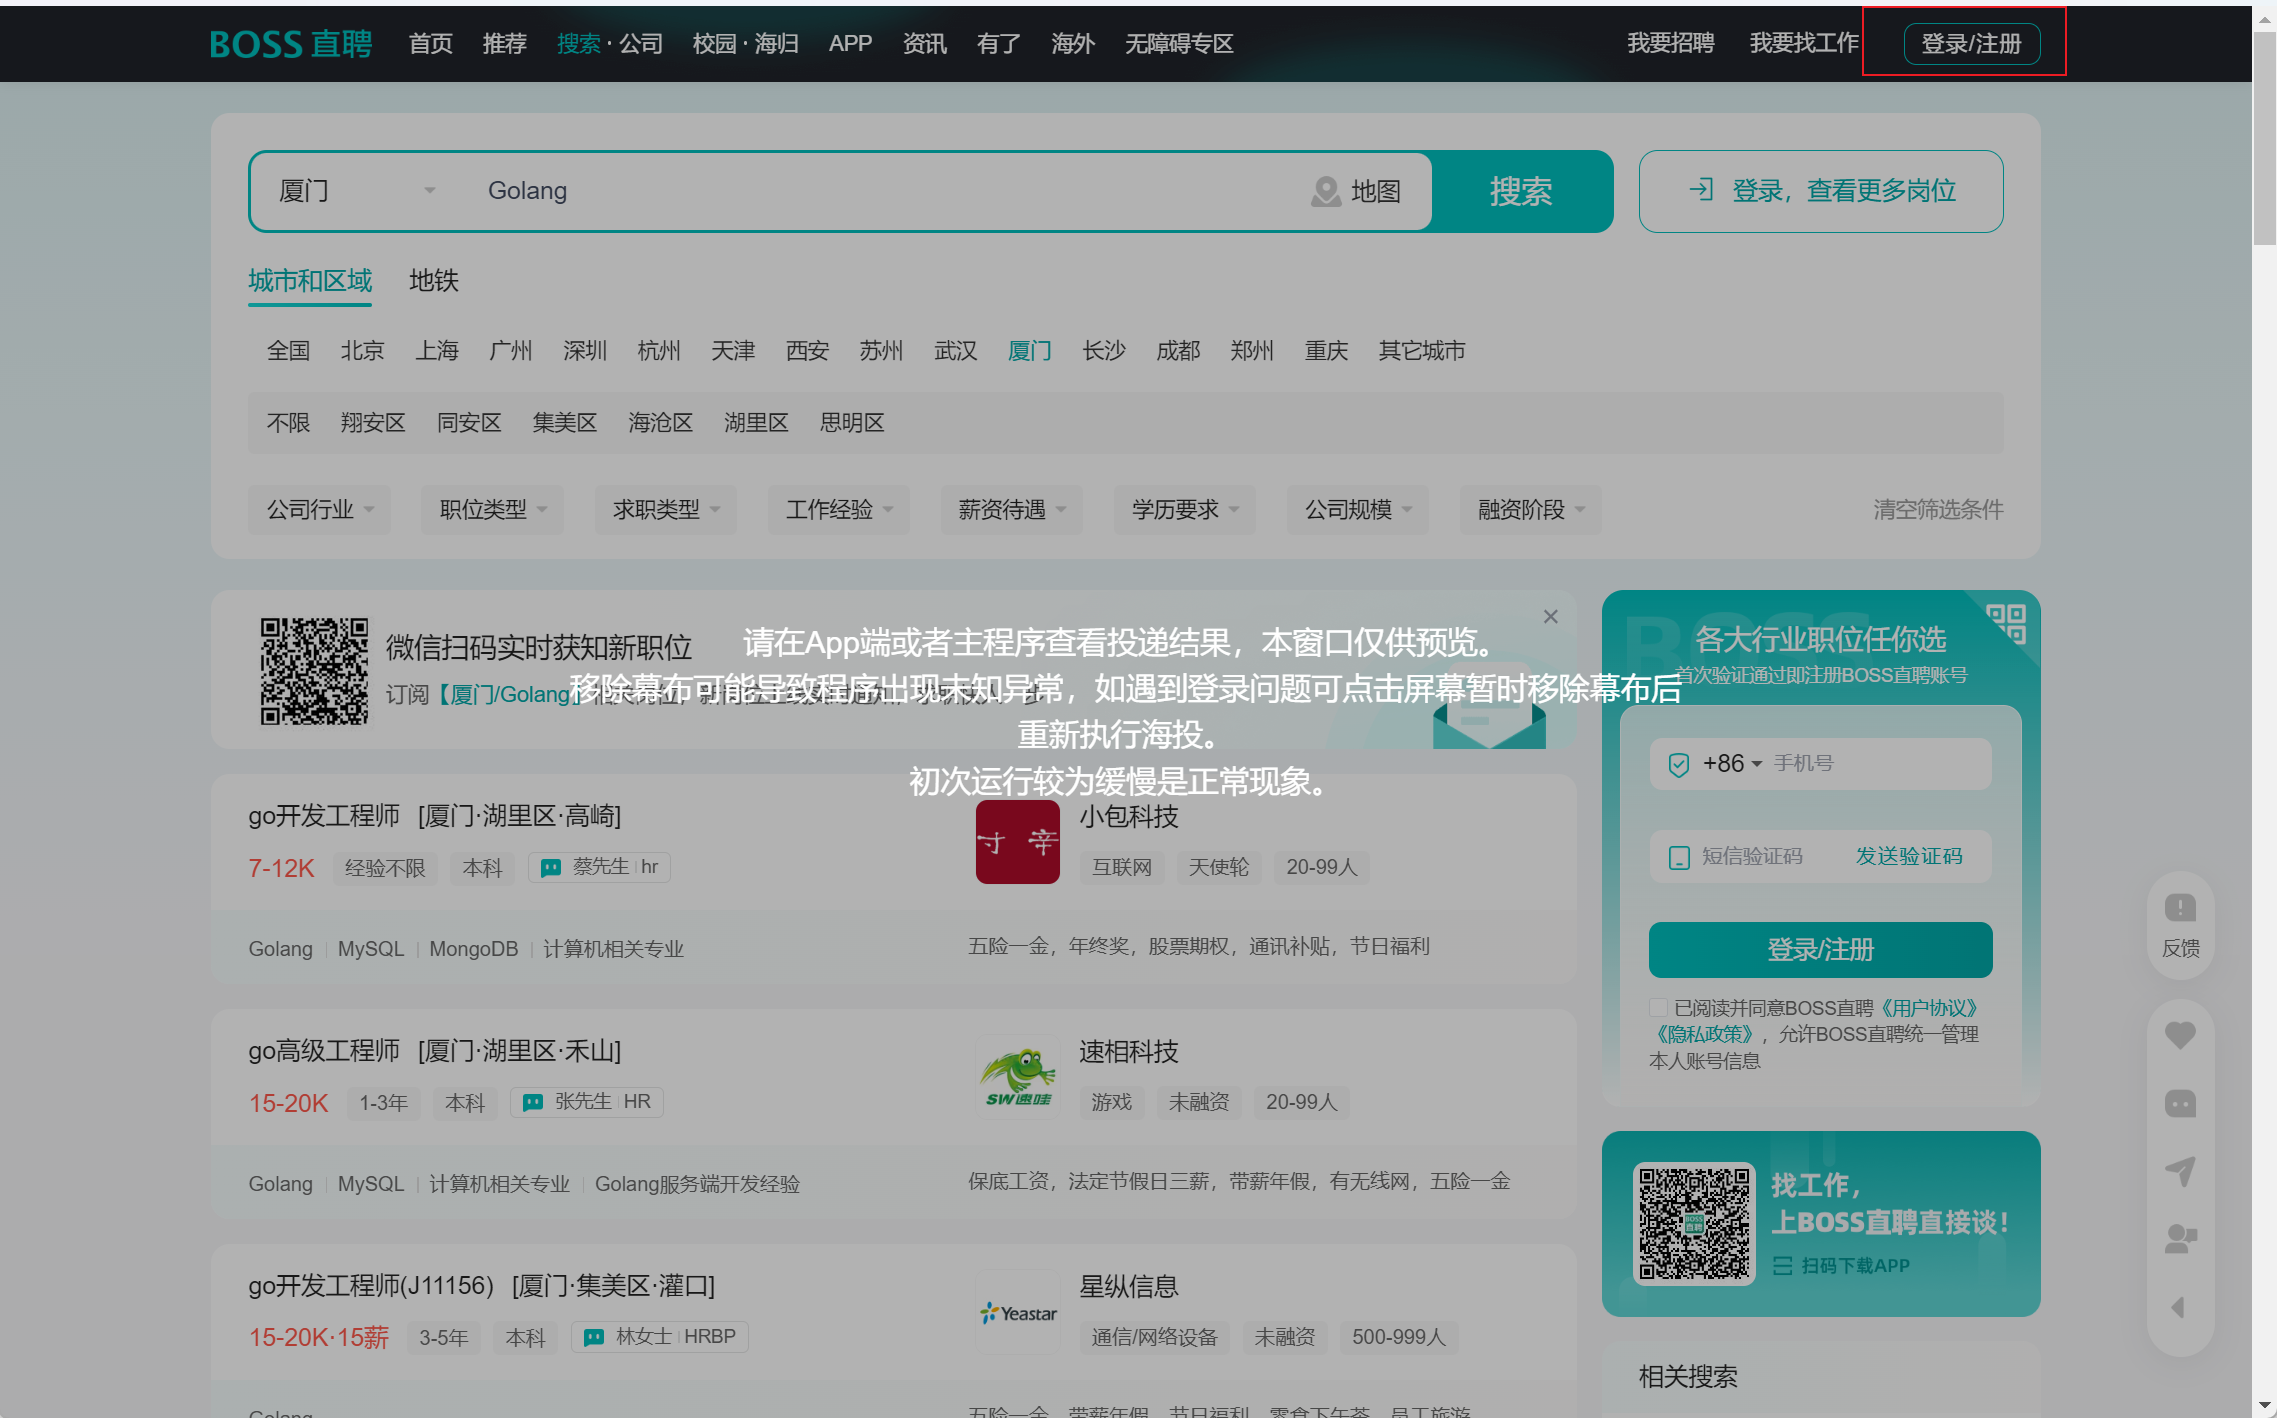 BOSS 直聘 首页 推荐 搜索·公司 校园·海归 APP 资讯 有了 海外 无障碍专区 我要招聘 我要找工作 登录/注册
厦门 Golang 地图 搜索 登录，查看更多岗位
城市和区域 地铁
全国 北京 上海 广州 深圳 杭州 天津 西安 苏州 武汉 厦门 长沙 成都 郑州 重庆 其它城市
不限 翔安区 同安区 集美区 海沧区 湖里区 思明区
公司行业 职位类型 求职类型 工作经验 薪资待遇 学历要求 公司规模 融资阶段 清空筛选条件
微信扫码实时获知新职位
订阅【厦门/Golang】
请在App端或者主程序查看投递结果，本窗口仅供预览。
移除幕布可能导致程序出现未知异常，如遇到登录问题可点击屏幕暂时移除幕布后
重新执行海投。
初次运行较为缓慢是正常现象。
go开发工程师 [厦门·湖里区·高崎]
7-12K 经验不限 本科 蔡先生 hr
小包科技
互联网 天使轮 20-99人
Golang MySQL MongoDB 计算机相关专业
五险一金，年终奖，股票期权，通讯补贴，节日福利
go高级工程师 [厦门·湖里区·禾山]
15-20K 1-3年 本科 张先生 HR
SW速哇
速相科技
游戏 未融资 20-99人
Golang MySQL 计算机相关专业 Golang服务端开发经验
保底工资，法定节假日三薪，带薪年假，有无线网，五险一金
go开发工程师(J11156) [厦门·集美区·灌口]
15-20K·15薪 3-5年 本科 林女士 HRBP
Yeastar
星纵信息
通信/网络设备 未融资 500-999人
Golang
五险一金，带薪年假，节日福利，零食下午茶，员工旅游
BOSS
各大行业职位任你选
首次验证通过即注册BOSS直聘账号
+86 手机号
短信验证码 发送验证码
登录/注册
已阅读并同意BOSS直聘《用户协议》
《隐私政策》，允许BOSS直聘统一管理
本人账号信息
找工作，
上BOSS直聘直接谈！
扫码下载APP
BOSS
直聘
相关搜索
反馈